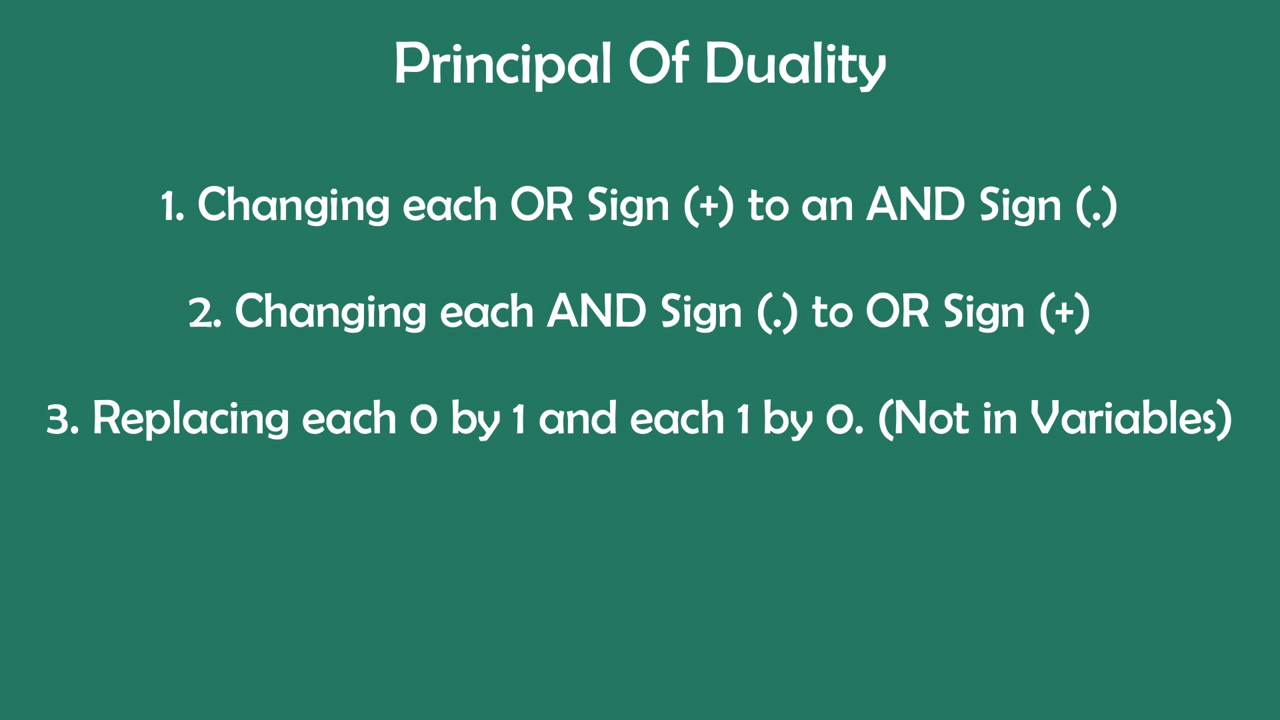 Principal Of Duality
1. Changing each OR Sign (+) to an AND Sign (.)
2. Changing each AND Sign (.) to OR Sign (+)
3. Replacing each 0 by 1 and each 1 by 0. (Not in Variables)